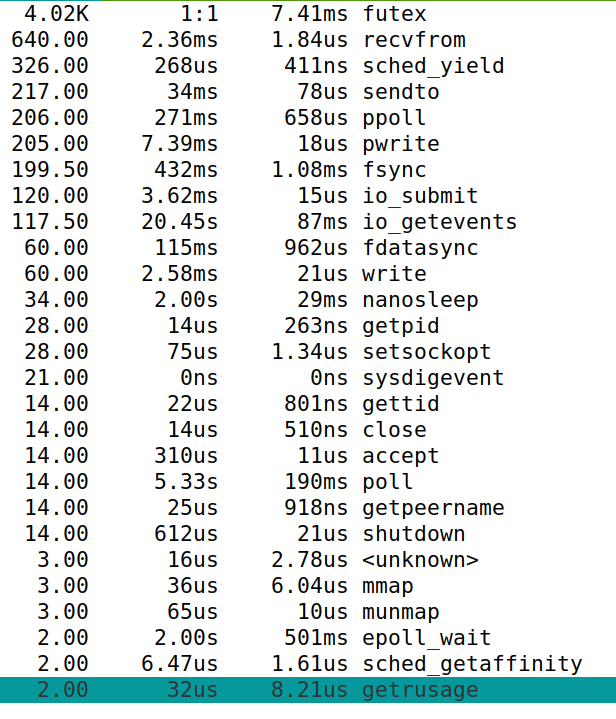 4.02K 1:1 7.41ms futex
640.00 2.36ms 1.84us recvfrom
326.00 268us 411ns sched_yield
217.00 34ms 78us sendto
206.00 271ms 658us ppoll
205.00 7.39ms 18us pwrite
199.50 432ms 1.08ms fsync
120.00 3.62ms 15us io_submit
117.50 20.45s 87ms io_getevents
60.00 115ms 962us fdatasync
60.00 2.58ms 21us write
34.00 2.00s 29ms nanosleep
28.00 14us 263ns getpid
28.00 75us 1.34us setsockopt
21.00 0ns 0ns sysdigevent
14.00 22us 801ns gettid
14.00 14us 510ns close
14.00 310us 11us accept
14.00 5.33s 190ms poll
14.00 25us 918ns getpeername
14.00 612us 21us shutdown
3.00 16us 2.78us <unknown>
3.00 36us 6.04us mmap
3.00 65us 10us munmap
2.00 2.00s 501ms epoll_wait
2.00 6.47us 1.61us sched_getaffinity
2.00 32us 8.21us getrusage